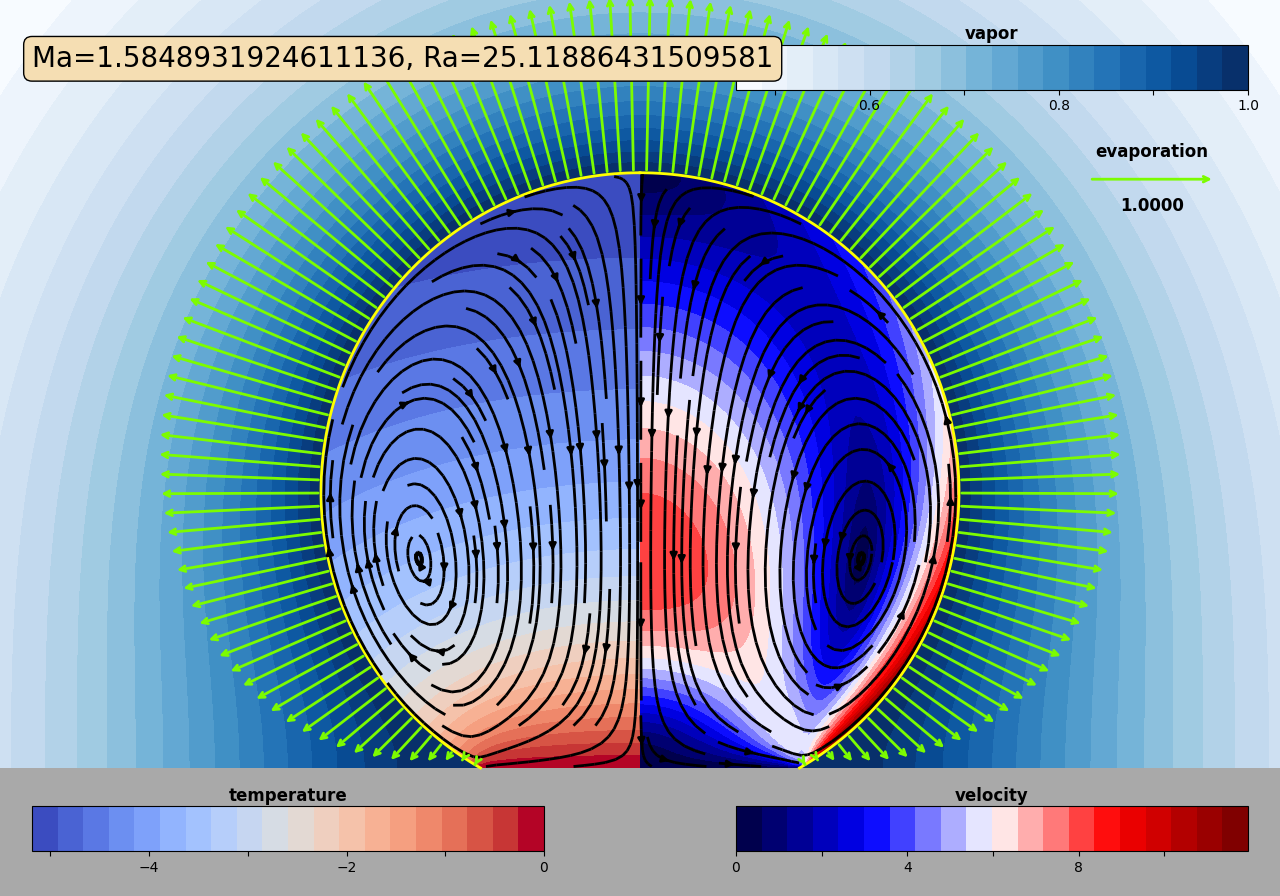 Ma=1.5848931924611136, Ra=25.11886431509581
vapor
0.6 0.8 1.0
evaporation
1.0000
temperature
−4 −2 0
velocity
0 4 8